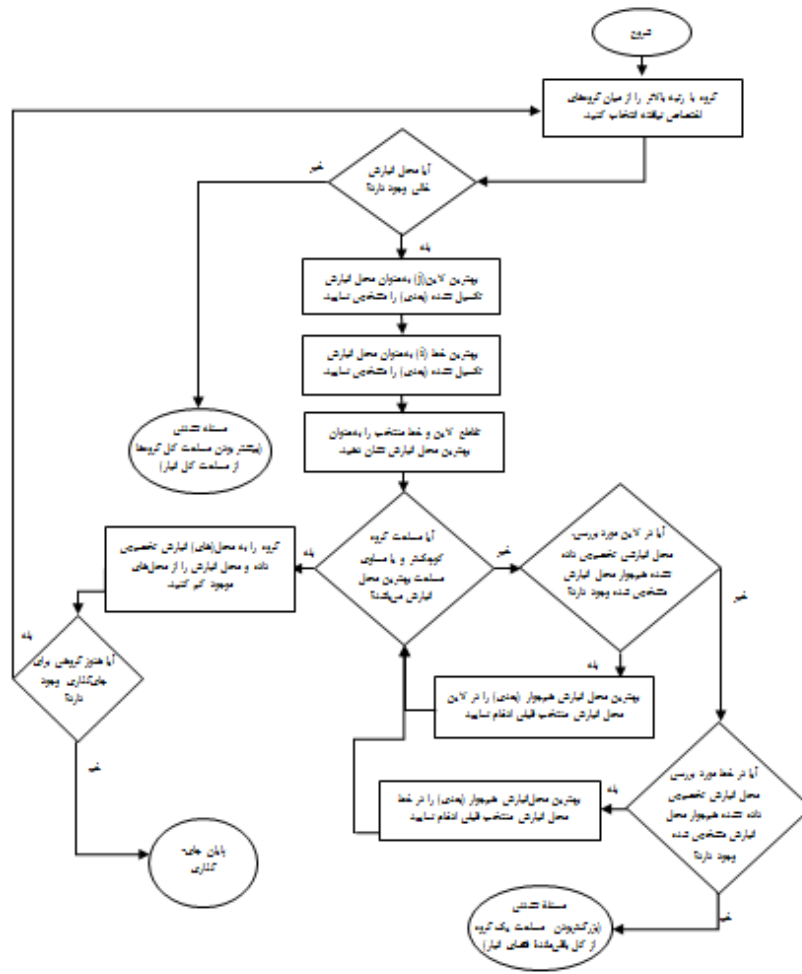 شروع
گروه با رتبه بالاتر را از میان گروه‌های
اختصاص نیافته انتخاب کنید.
آیا محل انبارش
خالی وجود دارد؟
خیر
بله
بهترین لاین(j) به‌عنوان محل انبارش
تکمیل نشده (بعدی) را مشخص نمایید.
بهترین خط (i) به‌عنوان محل انبارش
تکمیل نشده (بعدی) را مشخص نمایید.
تقاطع لاین و خط منتخب را به‌عنوان
بهترین محل انبارش نشان دهید.
مسئله نشدنی
(بیشتر بودن مساحت کل گروه‌ها
از مساحت کل انبار)
آیا مساحت گروه
کوچکتر و یا مساوی
مساحت بهترین محل
انبارش می‌باشد؟
بله
خیر
گروه را به محل(های) انبارش تخصیص
داده و محل انبارش را از محل‌های
موجود کم کنید.
آیا در لاین مورد بررسی،
محل انبارش تخصیص داده
نشده همجوار محل انبارش
مشخص شده وجود دارد؟
خیر
بله
آیا هنوز گروهی برای
جای‌گذاری وجود
دارد؟
بله
خیر
بهترین محل انبارش همجوار (بعدی) را در لاین
محل انبارش منتخب قبلی ادغام نمایید
بهترین محل‌انبارش همجوار (بعدی) را در خط
محل انبارش منتخب قبلی ادغام نمایید
آیا در خط مورد بررسی
محل انبارش تخصیص
داده نشده همجوار محل
انبارش مشخص شده
وجود دارد؟
بله
خیر
پایان جای-
گذاری
مسئلهٔ نشدنی
(بزرگ‌تربودن مساحت یک گروه
از کل باقی‌ماندهٔ فضای انبار)